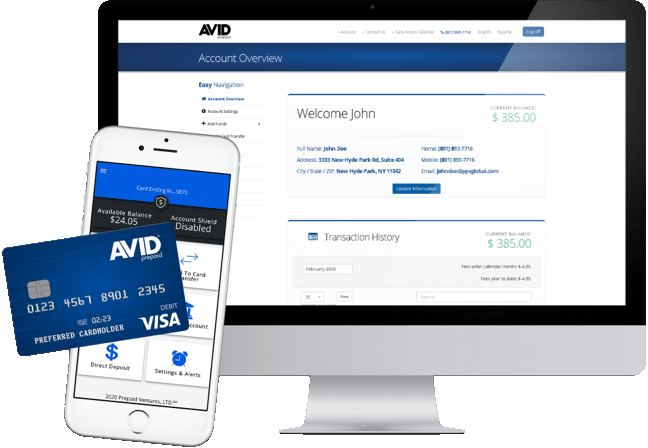 AVID
prepaid
Account
Contact Us
Early Access Calendar
(801) 893-7716
English
Español
Log off
Account Overview
Easy Navigation
Account Overview
Account Settings
Add Funds
Card Transfer
Welcome John
CURRENT BALANCE:
$ 385.00
Full Name: John Doe
Home: (801) 893-7716
Address: 3333 New Hyde Park Rd, Suite 404
Mobile: (801) 893-7716
City / State / ZIP: New Hyde Park, NY 11042
Email: johndoe@ppvglobal.com
Update Information
Transaction History
CURRENT BALANCE:
$ 385.00
February-2020
Fees prior calendar month: $-4.95
Fees year to date: $-4.95
25
Print
Search
Card Ending In...5870
Available Balance
$24.05
Account Shield
Disabled
To Card
Account
Direct Deposit
Settings & Alerts
2020 Prepaid Ventures, LTD.
AVID
prepaid
0123 4567 8901 2345
02/23
DEBIT
PREFERRED CARDHOLDER
VISA